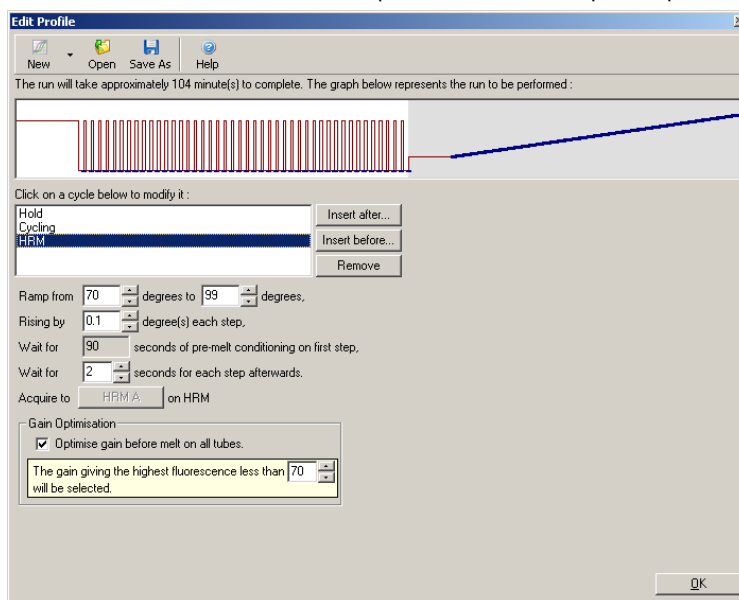 Edit Profile
New Open Save As Help
The run will take approximately 104 minute(s) to complete. The graph below represents the run to be performed :
Click on a cycle below to modify it :
Hold
Cycling
HRM
Insert after...
Insert before...
Remove
Ramp from 70 degrees to 99 degrees,
Rising by 0.1 degree(s) each step,
Wait for 90 seconds of pre-melt conditioning on first step,
Wait for 2 seconds for each step afterwards.
Acquire to HRM A on HRM
Gain Optimisation
Optimise gain before melt on all tubes.
The gain giving the highest fluorescence less than 70
will be selected.
OK